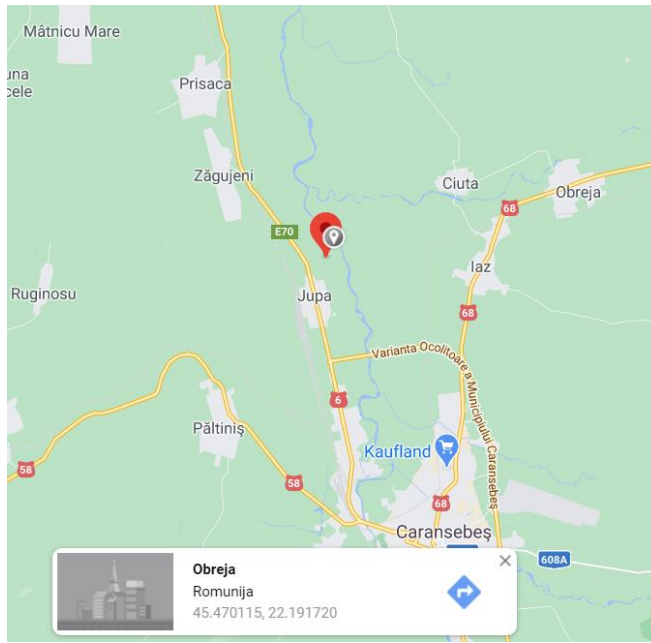 Mâtnicu Mare
una
cele
Prisaca
Zăgujeni
Ciuta
Obreja
68
E70
Iaz
Ruginosu
Jupa
68
Varianta Ocolitoare a Municipiului Caransebeș
6
Păltiniș
Kaufland
58
58
68
Caransebeș
608A
Obreja
Romunija
45.470115, 22.191720